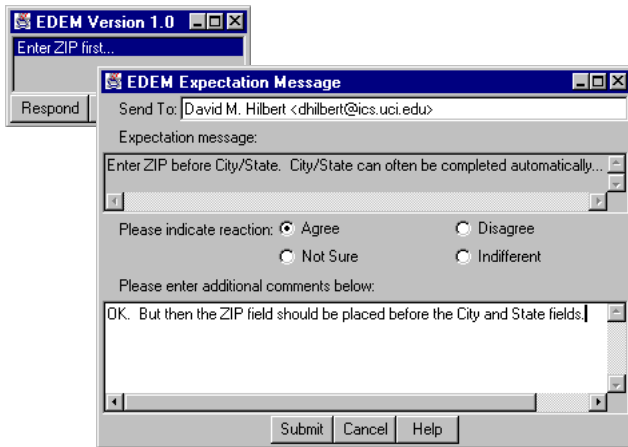 EDEM Version 1.0
Enter ZIP first...
Respond
EDEM Expectation Message
Send To: David M. Hilbert <dhilbert@ics.uci.edu>
Expectation message:
Enter ZIP before City/State.  City/State can often be completed automatically...
Please indicate reaction: Agree Disagree
Not Sure Indifferent
Please enter additional comments below:
OK.  But then the ZIP field should be placed before the City and State fields.
Submit Cancel Help